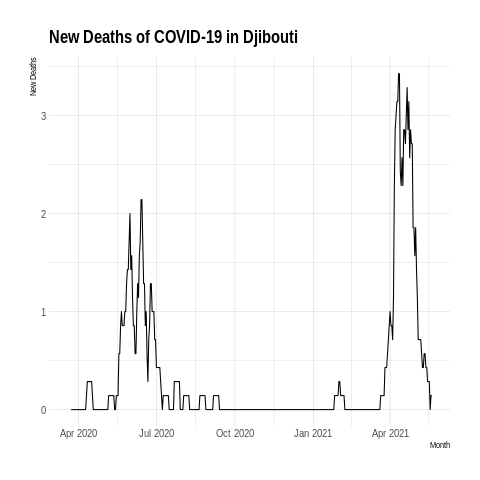 New Deaths of COVID-19 in Djibouti
New Deaths
3
2
1
0
Apr 2020 Jul 2020 Oct 2020 Jan 2021 Apr 2021
Month